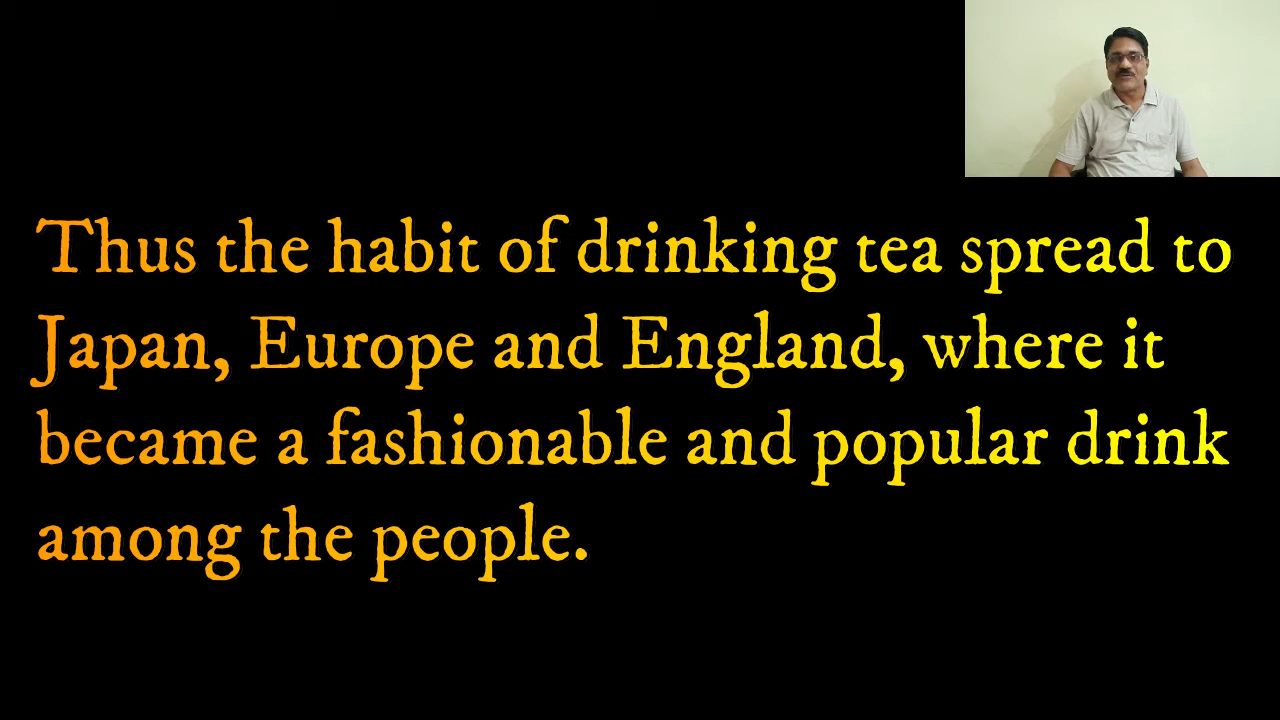 Thus the habit of drinking tea spread to
Japan, Europe and England, where it
became a fashionable and popular drink
among the people.